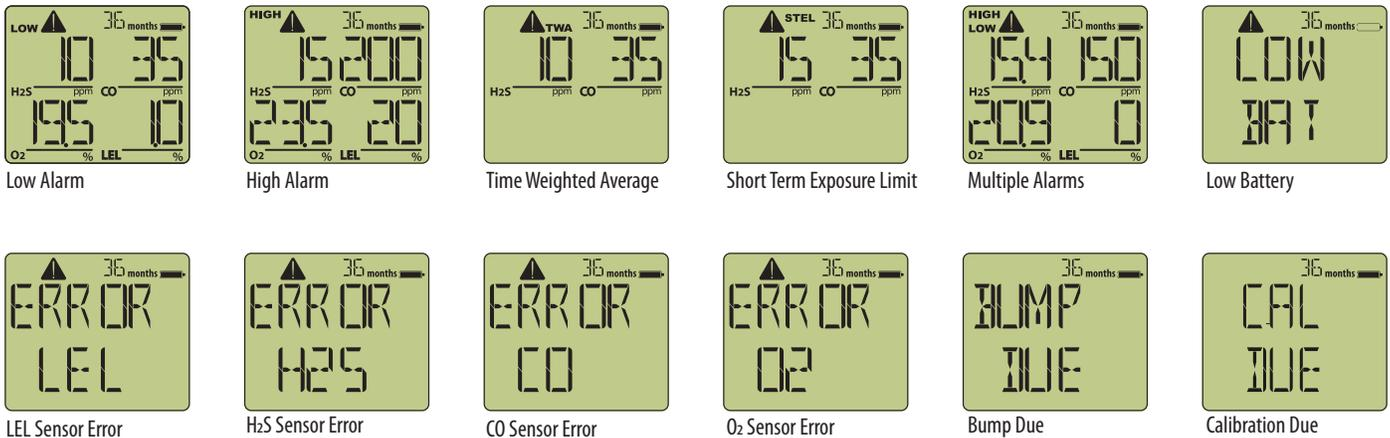 LOW 36 months
10 35
H2S ppm CO ppm
19.5 10
O2 % LEL %
Low Alarm
HIGH 36 months
15 200
H2S ppm CO ppm
23.5 20
O2 % LEL %
High Alarm
TWA 36 months
10 35
H2S ppm CO ppm
Time Weighted Average
STEL 36 months
15 35
H2S ppm CO ppm
Short Term Exposure Limit
HIGH 36 months
LOW
15.4 150
H2S ppm CO ppm
20.9 0
O2 % LEL %
Multiple Alarms
36 months
LOW
BAT
Low Battery
36 months
ERROR
LEL
LEL Sensor Error
36 months
ERROR
H2S
H2S Sensor Error
36 months
ERROR
CO
CO Sensor Error
36 months
ERROR
O2
O2 Sensor Error
36 months
BUMP
DUE
Bump Due
36 months
CAL
DUE
Calibration Due